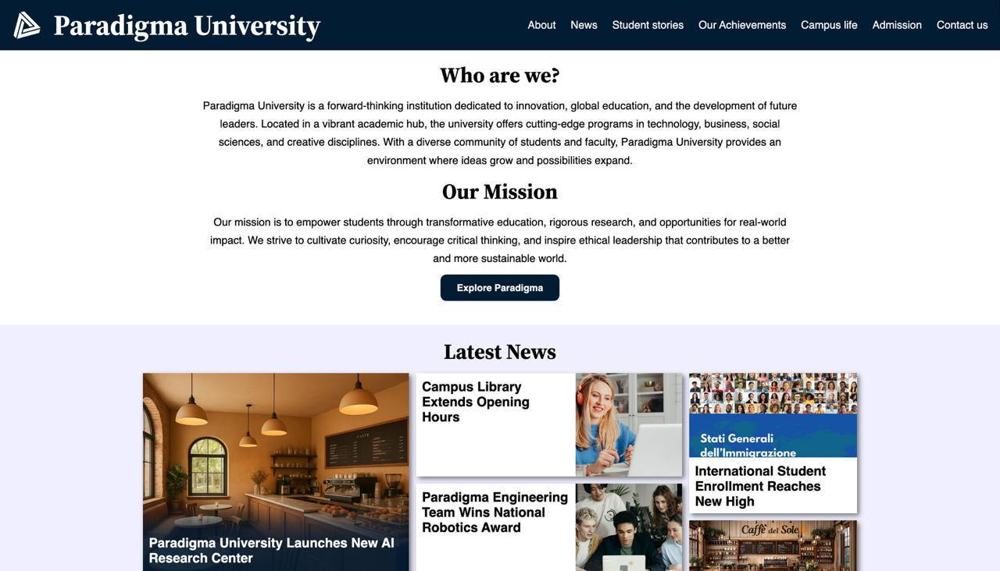 Paradigma University
About
News
Student stories
Our Achievements
Campus life
Admission
Contact us
Who are we?
Paradigma University is a forward-thinking institution dedicated to innovation, global education, and the development of future
leaders. Located in a vibrant academic hub, the university offers cutting-edge programs in technology, business, social
sciences, and creative disciplines. With a diverse community of students and faculty, Paradigma University provides an
environment where ideas grow and possibilities expand.
Our Mission
Our mission is to empower students through transformative education, rigorous research, and opportunities for real-world
impact. We strive to cultivate curiosity, encourage critical thinking, and inspire ethical leadership that contributes to a better
and more sustainable world.
Explore Paradigma
Latest News
Paradigma University Launches New AI
Research Center
Campus Library
Extends Opening
Hours
Paradigma Engineering
Team Wins National
Robotics Award
Stati Generali
dell'Immigrazione
International Student
Enrollment Reaches
New High
Caffè del Sole